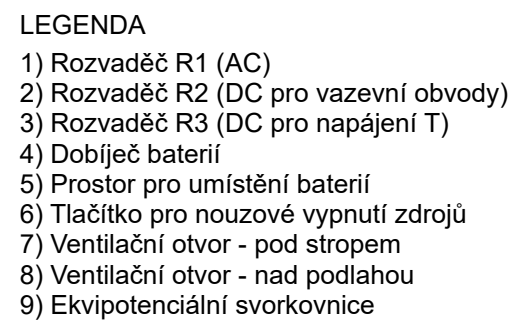 LEGENDA
1) Rozvaděč R1 (AC)
2) Rozvaděč R2 (DC pro vazevní obvody)
3) Rozvaděč R3 (DC pro napájení T)
4) Dobíječ baterií
5) Prostor pro umístění baterií
6) Tlačítko pro nouzové vypnutí zdrojů
7) Ventilační otvor - pod stropem
8) Ventilační otvor - nad podlahou
9) Ekvipotenciální svorkovnice